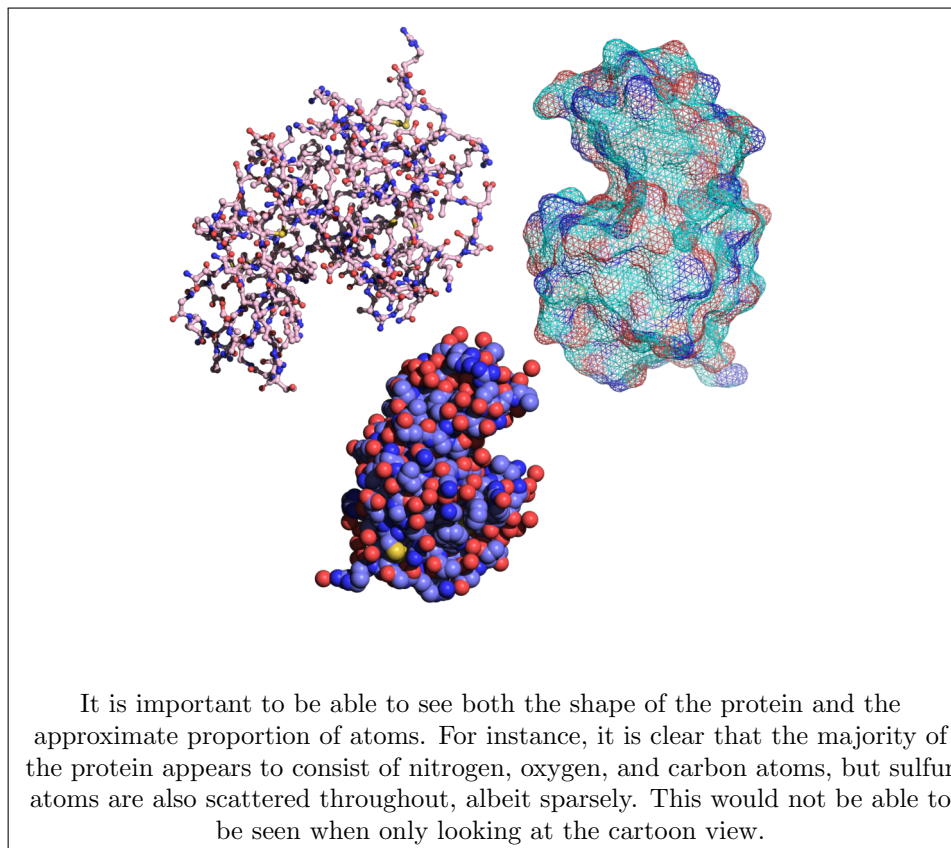 It is important to be able to see both the shape of the protein and the
approximate proportion of atoms. For instance, it is clear that the majority of
the protein appears to consist of nitrogen, oxygen, and carbon atoms, but sulfur
atoms are also scattered throughout, albeit sparsely. This would not be able to
be seen when only looking at the cartoon view.